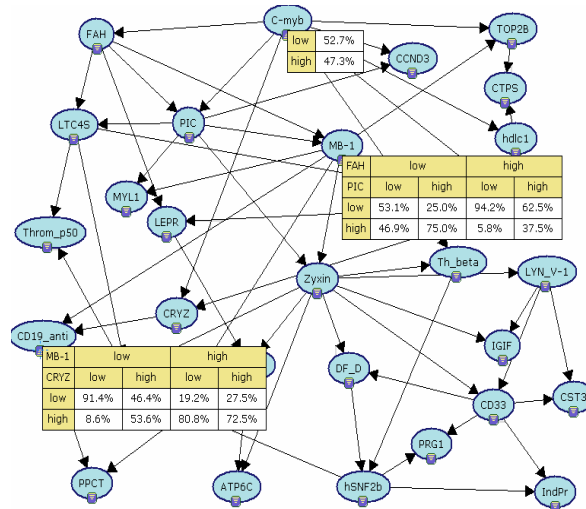 C-myb
FAH
TOP2B
low 52.7%
high 47.3%
CCND3
CTPS
LTC4S
PIC
hdlc1
MB-1
FAH low high
PIC low high low high
low 53.1% 25.0% 94.2% 62.5%
high 46.9% 75.0% 5.8% 37.5%
MYL1
LEPR
Throm_p50
Th_beta
LYN_V-1
Zyxin
CRYZ
CD19_anti
IGIF
MB-1 low high
CRYZ low high low high
low 91.4% 46.4% 19.2% 27.5%
high 8.6% 53.6% 80.8% 72.5%
DF_D
CST3
CD33
PRG1
PPCT
ATP6C
hSNF2b
IndPr